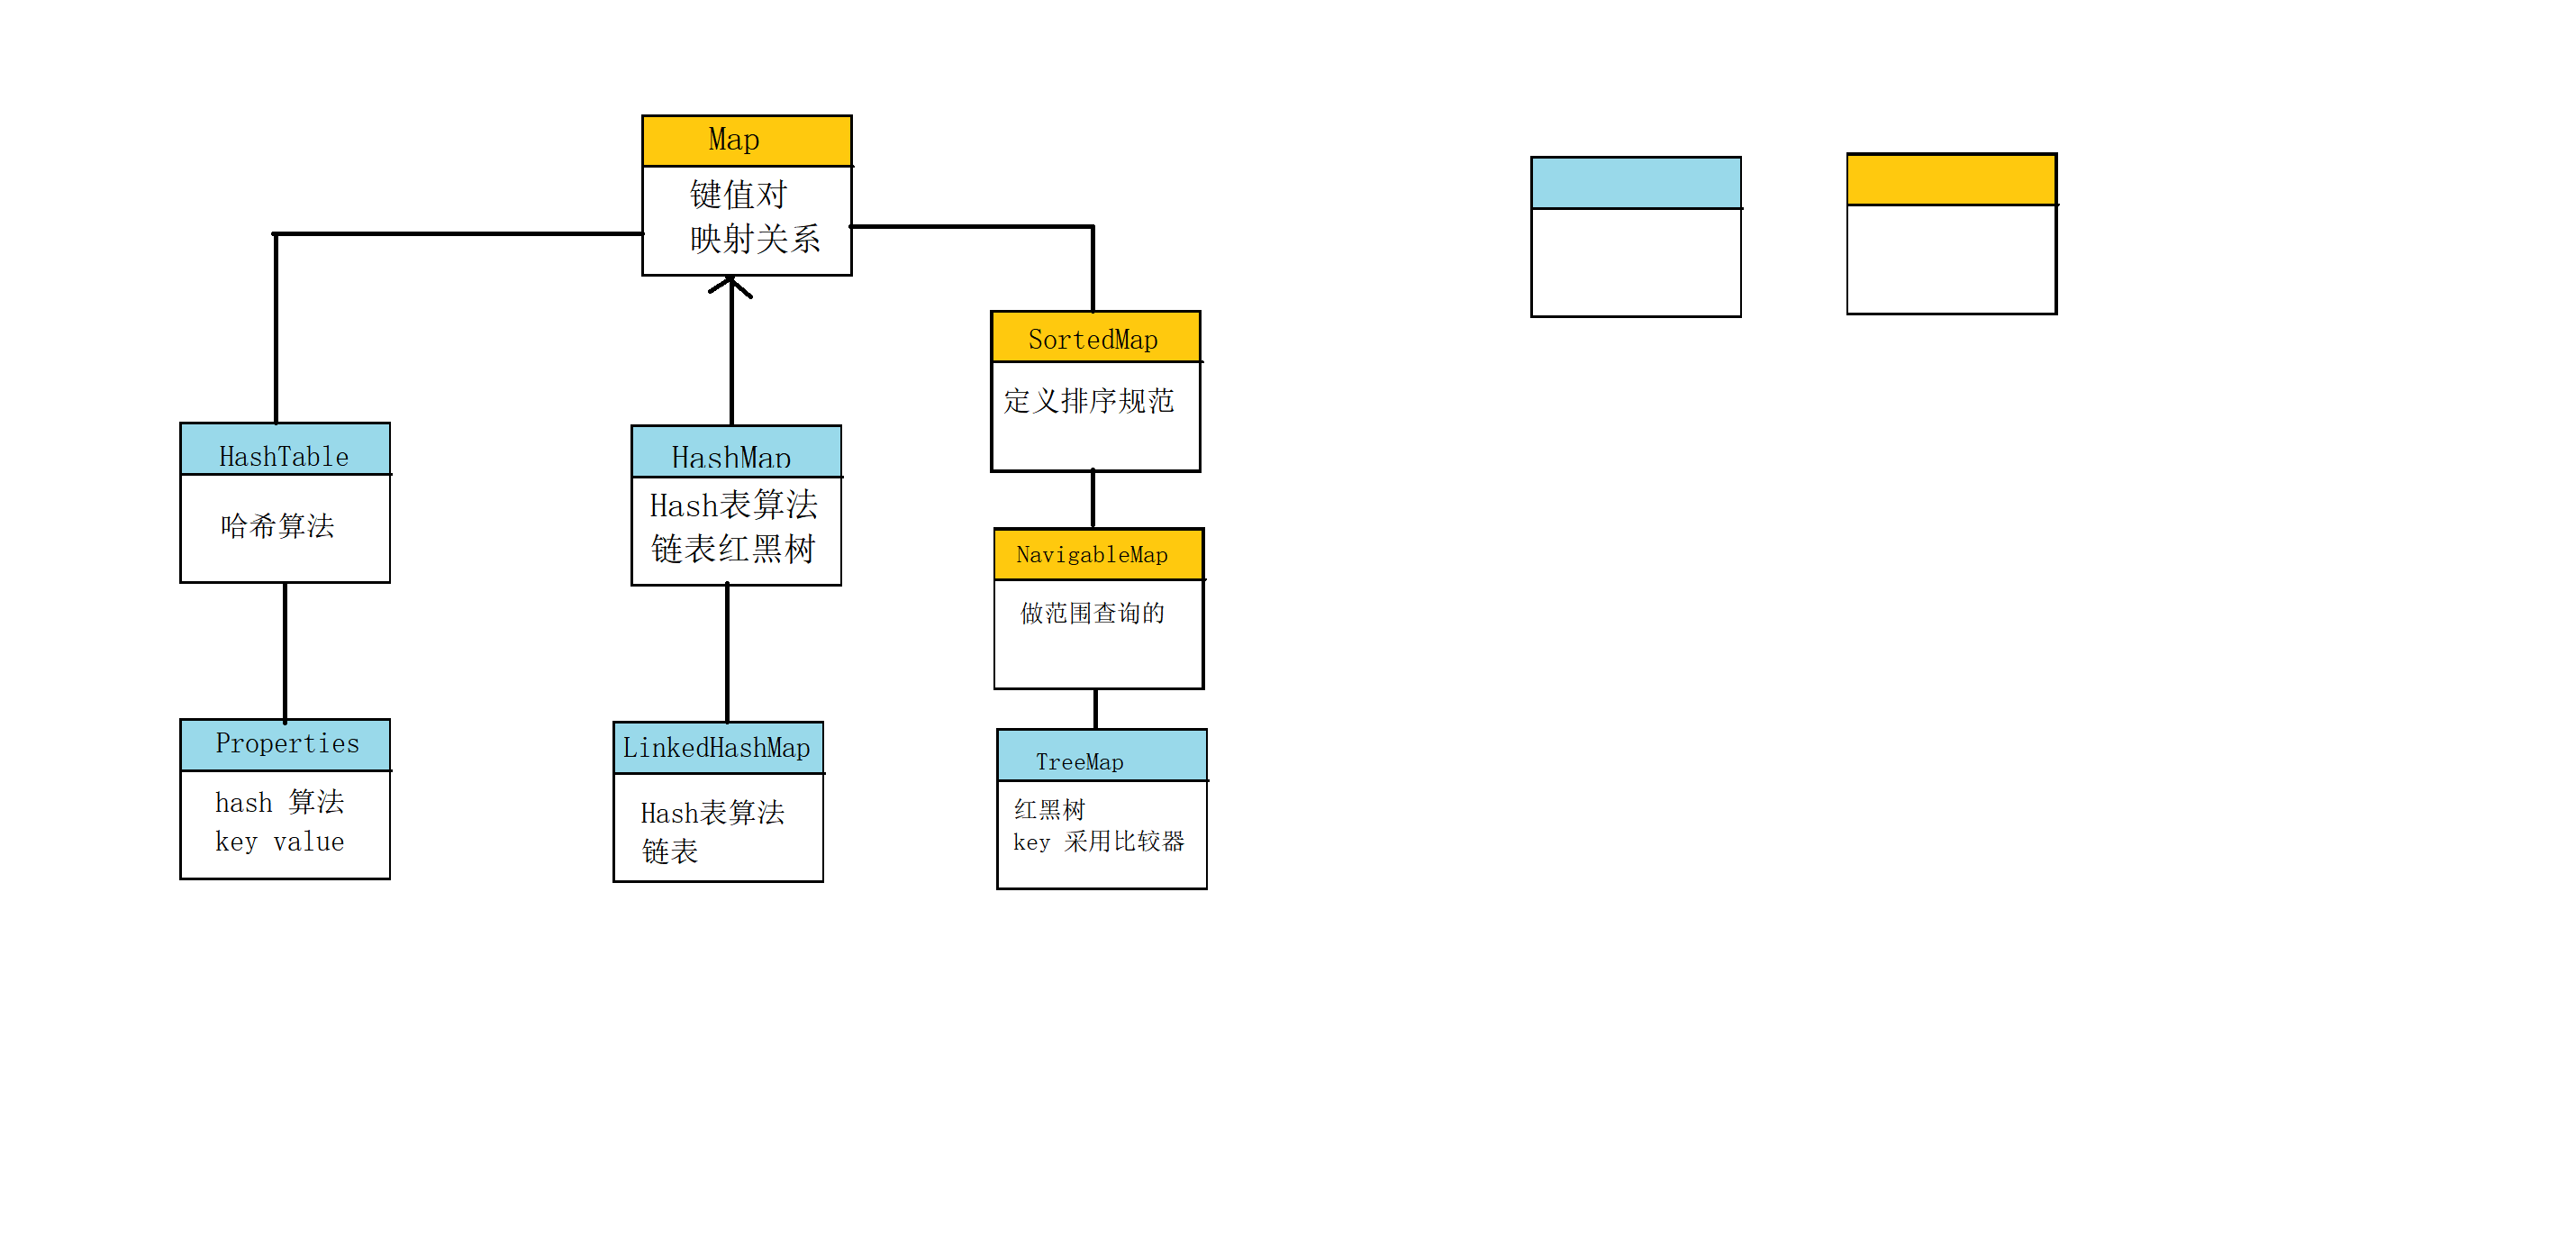 Map
键值对
映射关系
SortedMap
定义排序规范
HashTable
哈希算法
HashMap
Hash表算法
链表红黑树
NavigableMap
做范围查询的
Properties
hash 算法
key value
LinkedHashMap
Hash表算法
链表
TreeMap
红黑树
key 采用比较器